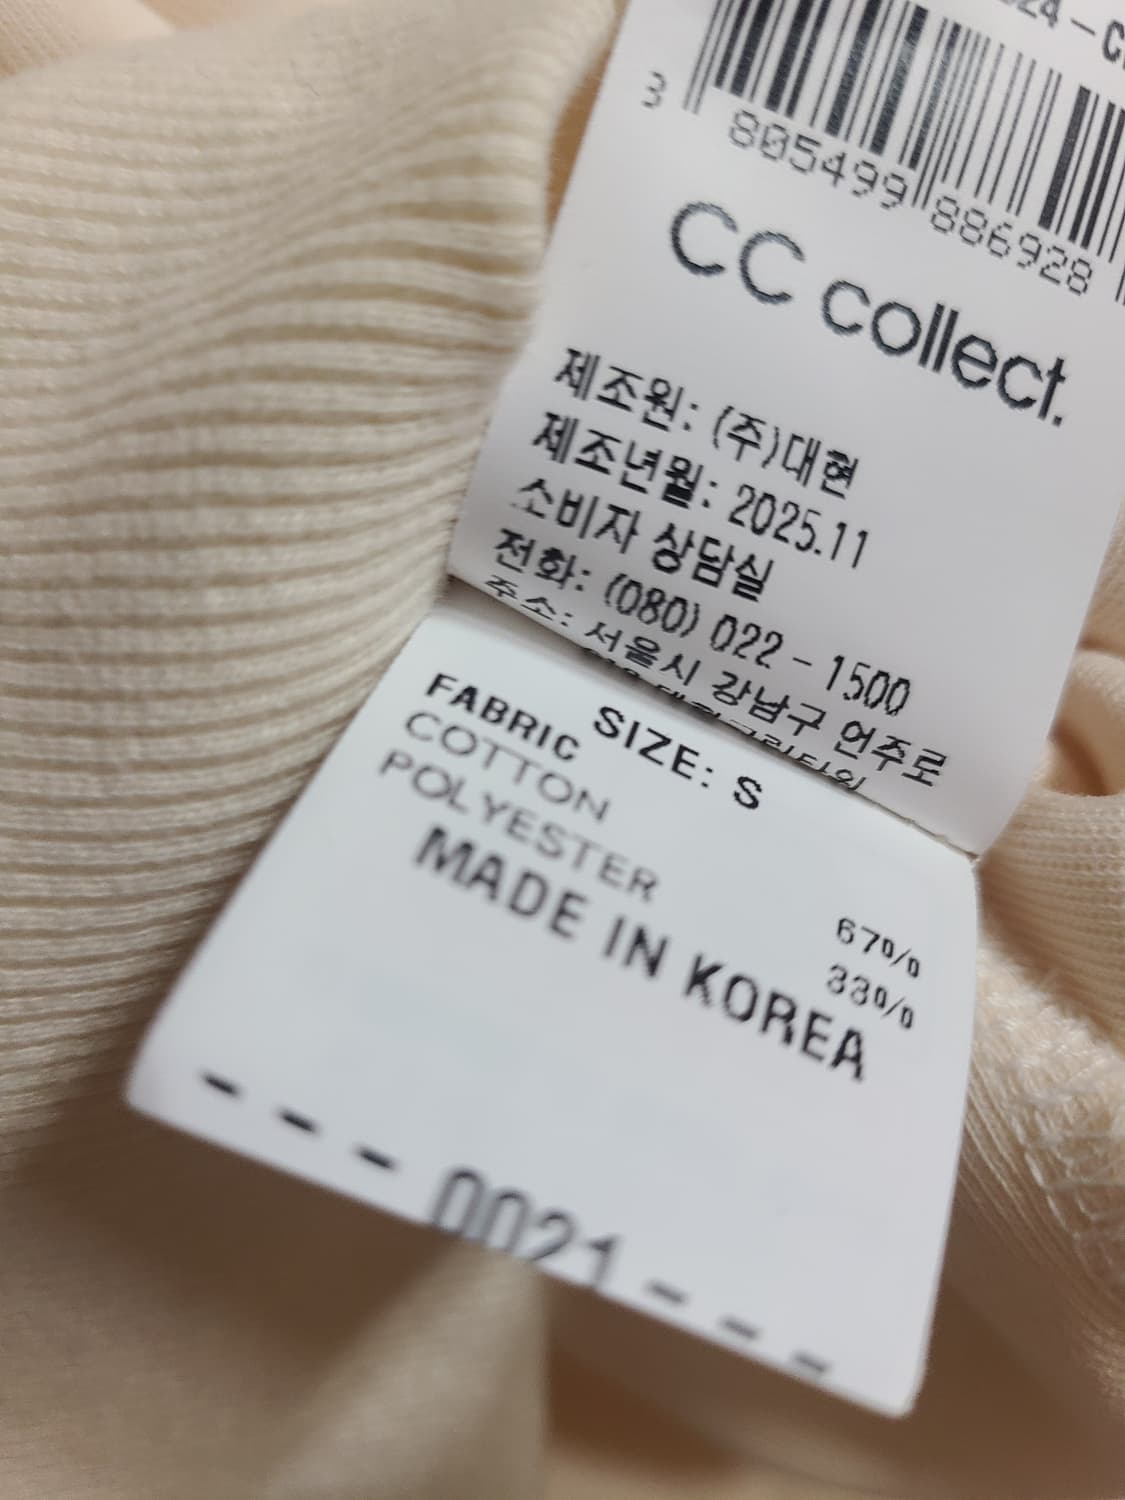 3 805499 886928
CC collect.
제조원: (주)대현
제조년월: 2025.11
소비자 상담실
전화: (080) 022-1500
주소: 서울시 강남구 언주로
SIZE: S
FABRIC
COTTON 67%
POLYESTER 33%
MADE IN KOREA
--- 0021 ---